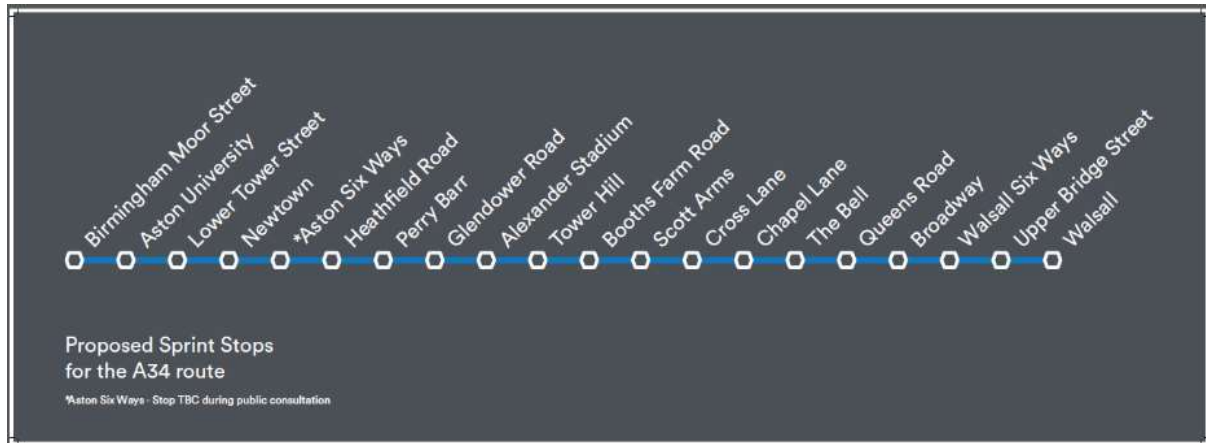 Birmingham Moor Street
Aston University
Lower Tower Street
Newtown
*Aston Six Ways
Heathfield Road
Perry Barr
Glendower Road
Alexander Stadium
Tower Hill
Booths Farm Road
Scott Arms
Cross Lane
Chapel Lane
The Bell
Queens Road
Broadway
Walsall Six Ways
Upper Bridge Street
Walsall
Proposed Sprint Stops
for the A34 route
*Aston Six Ways - Stop TBC during public consultation